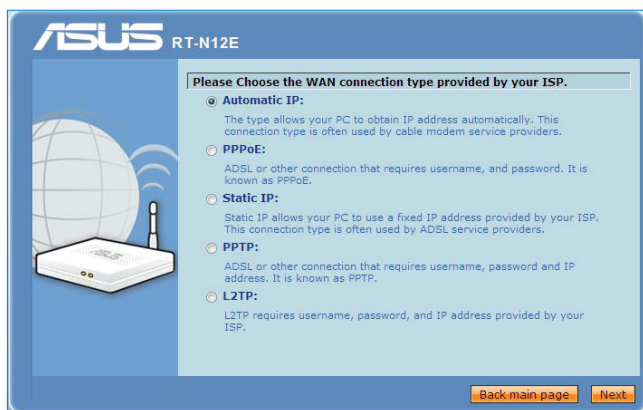 ASUS RT-N12E
Please Choose the WAN connection type provided by your ISP.
Automatic IP:
The type allows your PC to obtain IP address automatically. This
connection type is often used by cable modem service providers.
PPPoE:
ADSL or other connection that requires username, and password. It is
known as PPPoE.
Static IP:
Static IP allows your PC to use a fixed IP address provided by your ISP.
This connection type is often used by ADSL service providers.
PPTP:
ADSL or other connection that requires username, password and IP
address. It is known as PPTP.
L2TP:
L2TP requires username, password, and IP address provided by your
ISP.
ASUS
Back main page Next